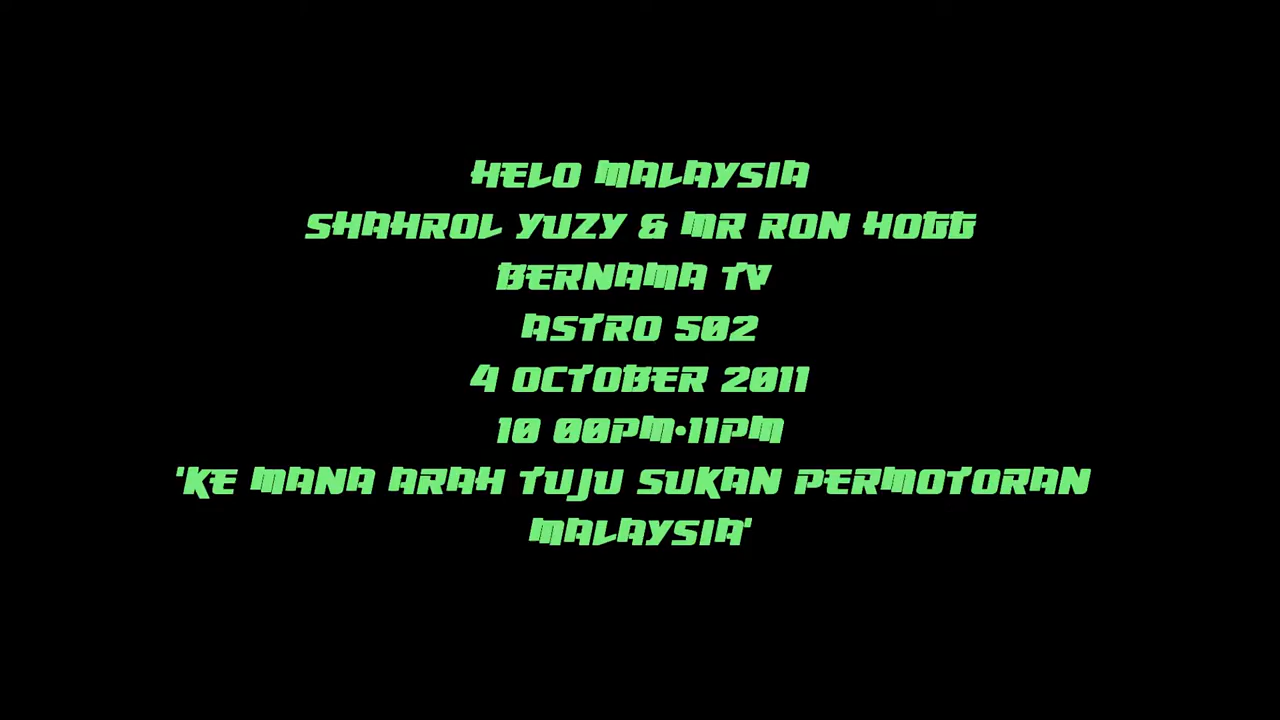 HELO MALAYSIA
SHAHROL YUZY & MR RON HOGG
BERNAMA TV
ASTRO 502
4 OCTOBER 2011
10 00PM-11PM
'KE MANA ARAH TUJU SUKAN PERMOTORAN
MALAYSIA'